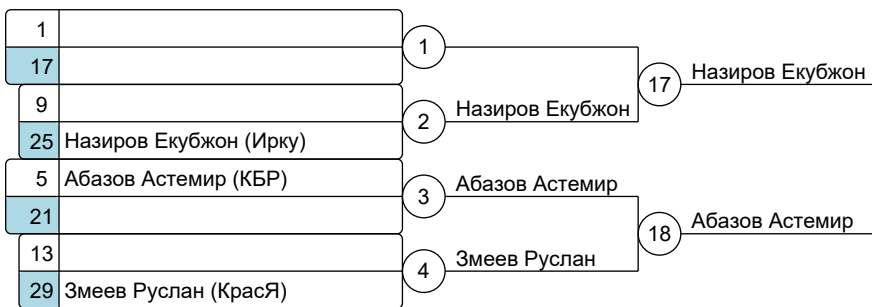 1
17
1
9
25 Назиров Екубжон (Ирку)
2
Назиров Екубжон
17
Назиров Екубжон
5 Абазов Астемир (КБР)
21
3
Абазов Астемир
13
29 Змеев Руслан (КрасЯ)
4
Змеев Руслан
18
Абазов Астемир